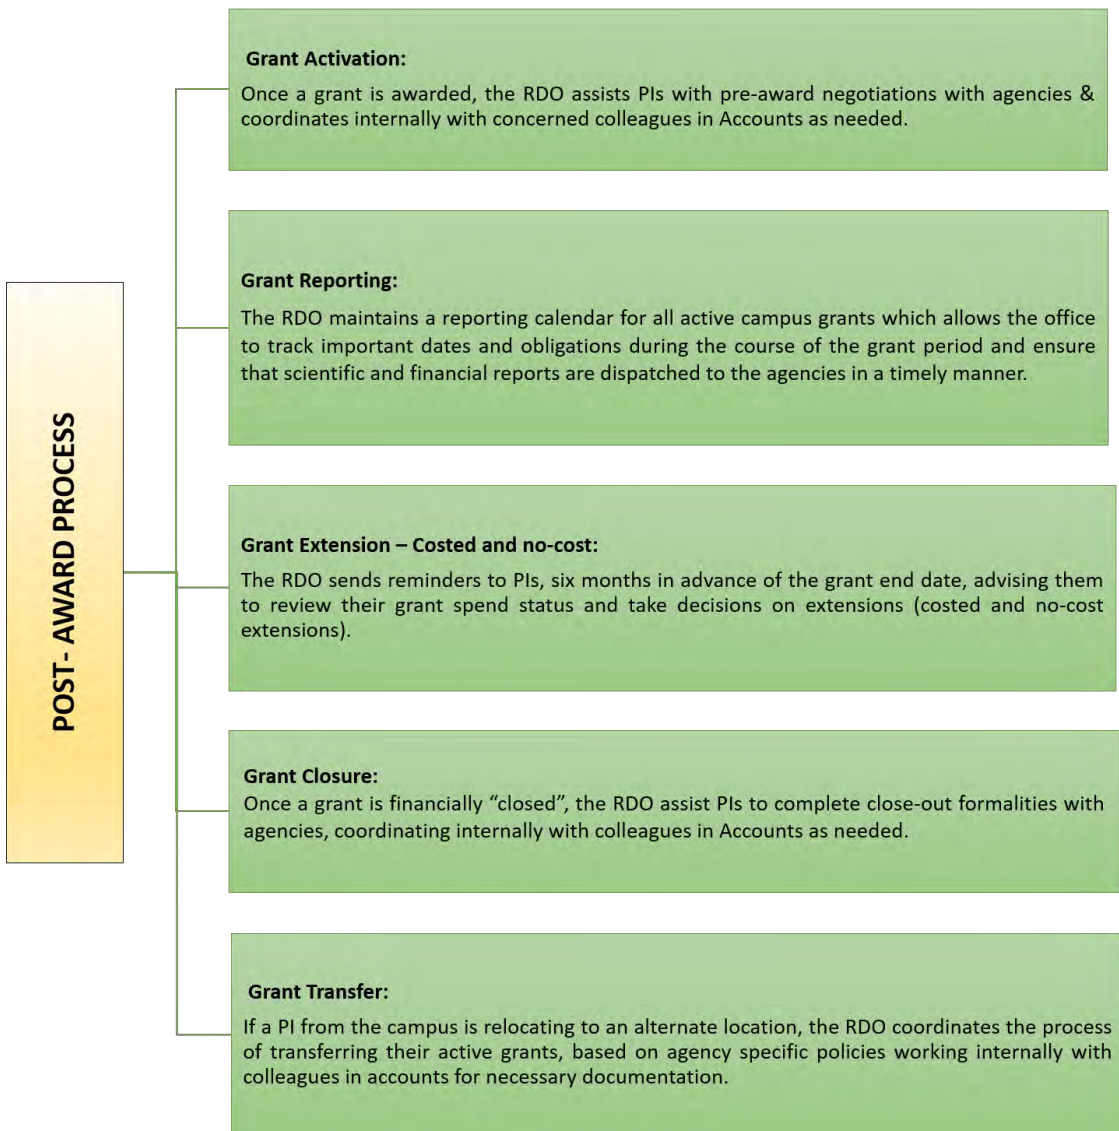 POST- AWARD PROCESS
Grant Activation:
Once a grant is awarded, the RDO assists PIs with pre-award negotiations with agencies &
coordinates internally with concerned colleagues in Accounts as needed.
Grant Reporting:
The RDO maintains a reporting calendar for all active campus grants which allows the office
to track important dates and obligations during the course of the grant period and ensure
that scientific and financial reports are dispatched to the agencies in a timely manner.
Grant Extension – Costed and no-cost:
The RDO sends reminders to PIs, six months in advance of the grant end date, advising them
to review their grant spend status and take decisions on extensions (costed and no-cost
extensions).
Grant Closure:
Once a grant is financially “closed”, the RDO assist PIs to complete close-out formalities with
agencies, coordinating internally with colleagues in Accounts as needed.
Grant Transfer:
If a PI from the campus is relocating to an alternate location, the RDO coordinates the process
of transferring their active grants, based on agency specific policies working internally with
colleagues in accounts for necessary documentation.